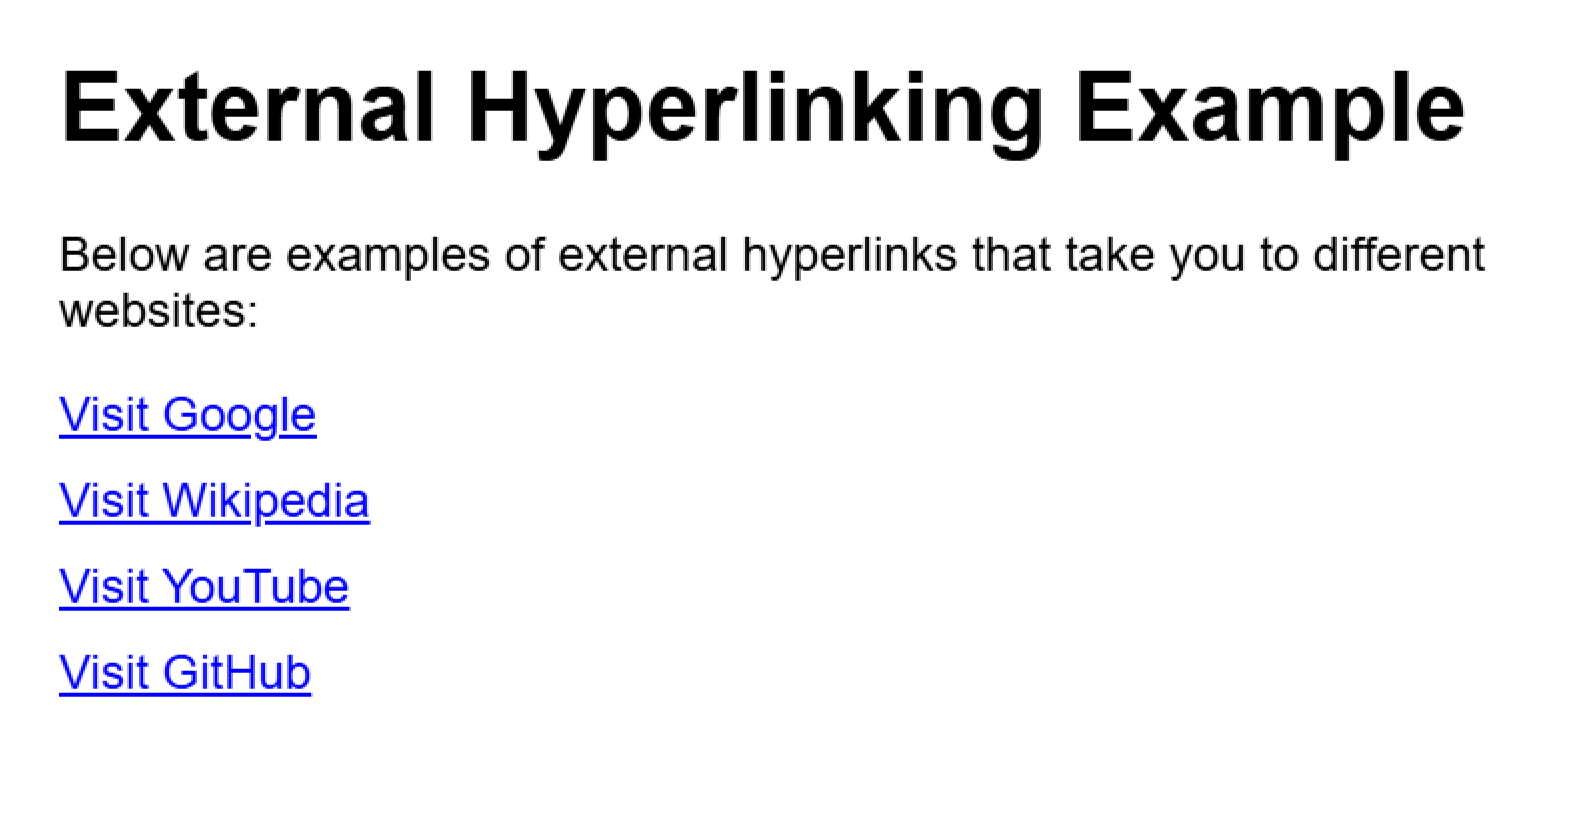 External Hyperlinking Example
Below are examples of external hyperlinks that take you to different
websites:
Visit Google
Visit Wikipedia
Visit YouTube
Visit GitHub